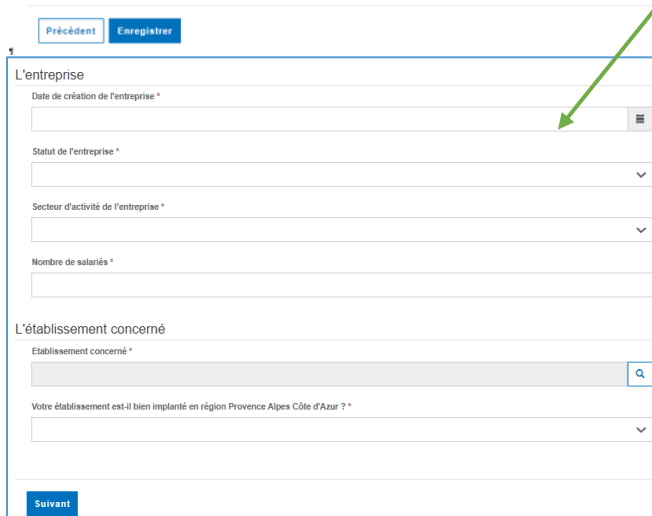 Précédent Enregistrer
¶
L'entreprise
Date de création de l'entreprise *
Statut de l'entreprise *
Secteur d'activité de l'entreprise *
Nombre de salariés *
L'établissement concerné
Etablissement concerné *
Votre établissement est-il bien implanté en région Provence Alpes Côte d'Azur ? *
Suivant